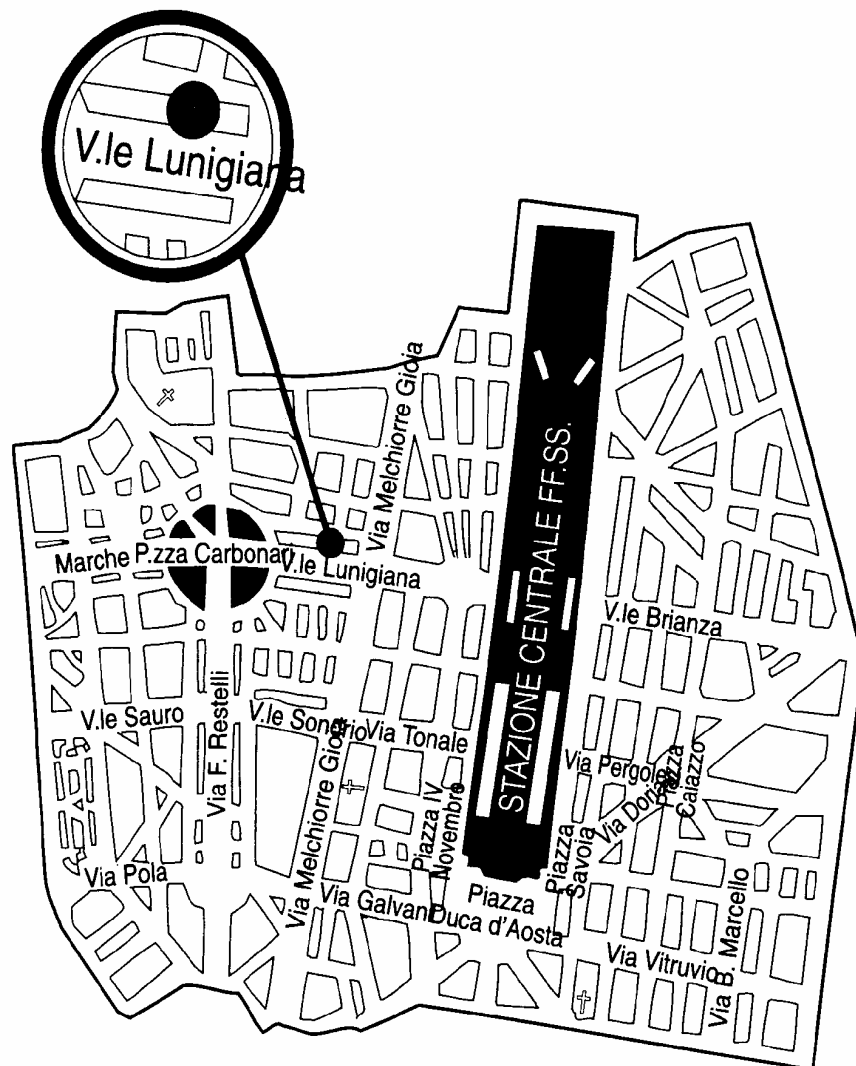 V.le Lunigiana
Via Melchiorre Gioia
STAZIONE CENTRALE FF.SS.
Marche P.zza Carbonari
V.le Lunigiana
V.le Brianza
V.le Sauro
Via F. Restelli
V.le Sondrio
Via Tonale
Via Melchiorre Gioia
Piazza IV
Novembre
Via Pergole
Via Doria
Piazza
Caiazzo
Via Pola
Via Galvani
Piazza
Duca d'Aosta
Piazza
Savoia
Via Vitruvio
Via B. Marcello